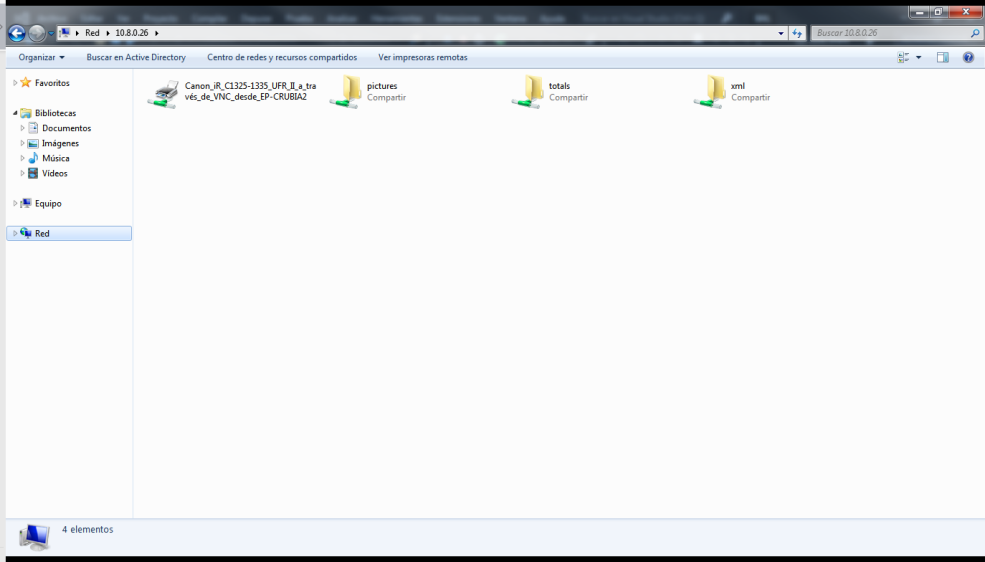 Red ▸ 10.8.0.26 ▸
Buscar 10.8.0.26
Organizar
Buscar en Active Directory
Centro de redes y recursos compartidos
Ver impresoras remotas
Favoritos
Bibliotecas
Documentos
Imágenes
Música
Vídeos
Equipo
Red
Canon_iR_C1325-1335_UFR_II_a_tra
vés_de_VNC_desde_EP-CRUBIA2
pictures
Compartir
totals
Compartir
xml
Compartir
4 elementos